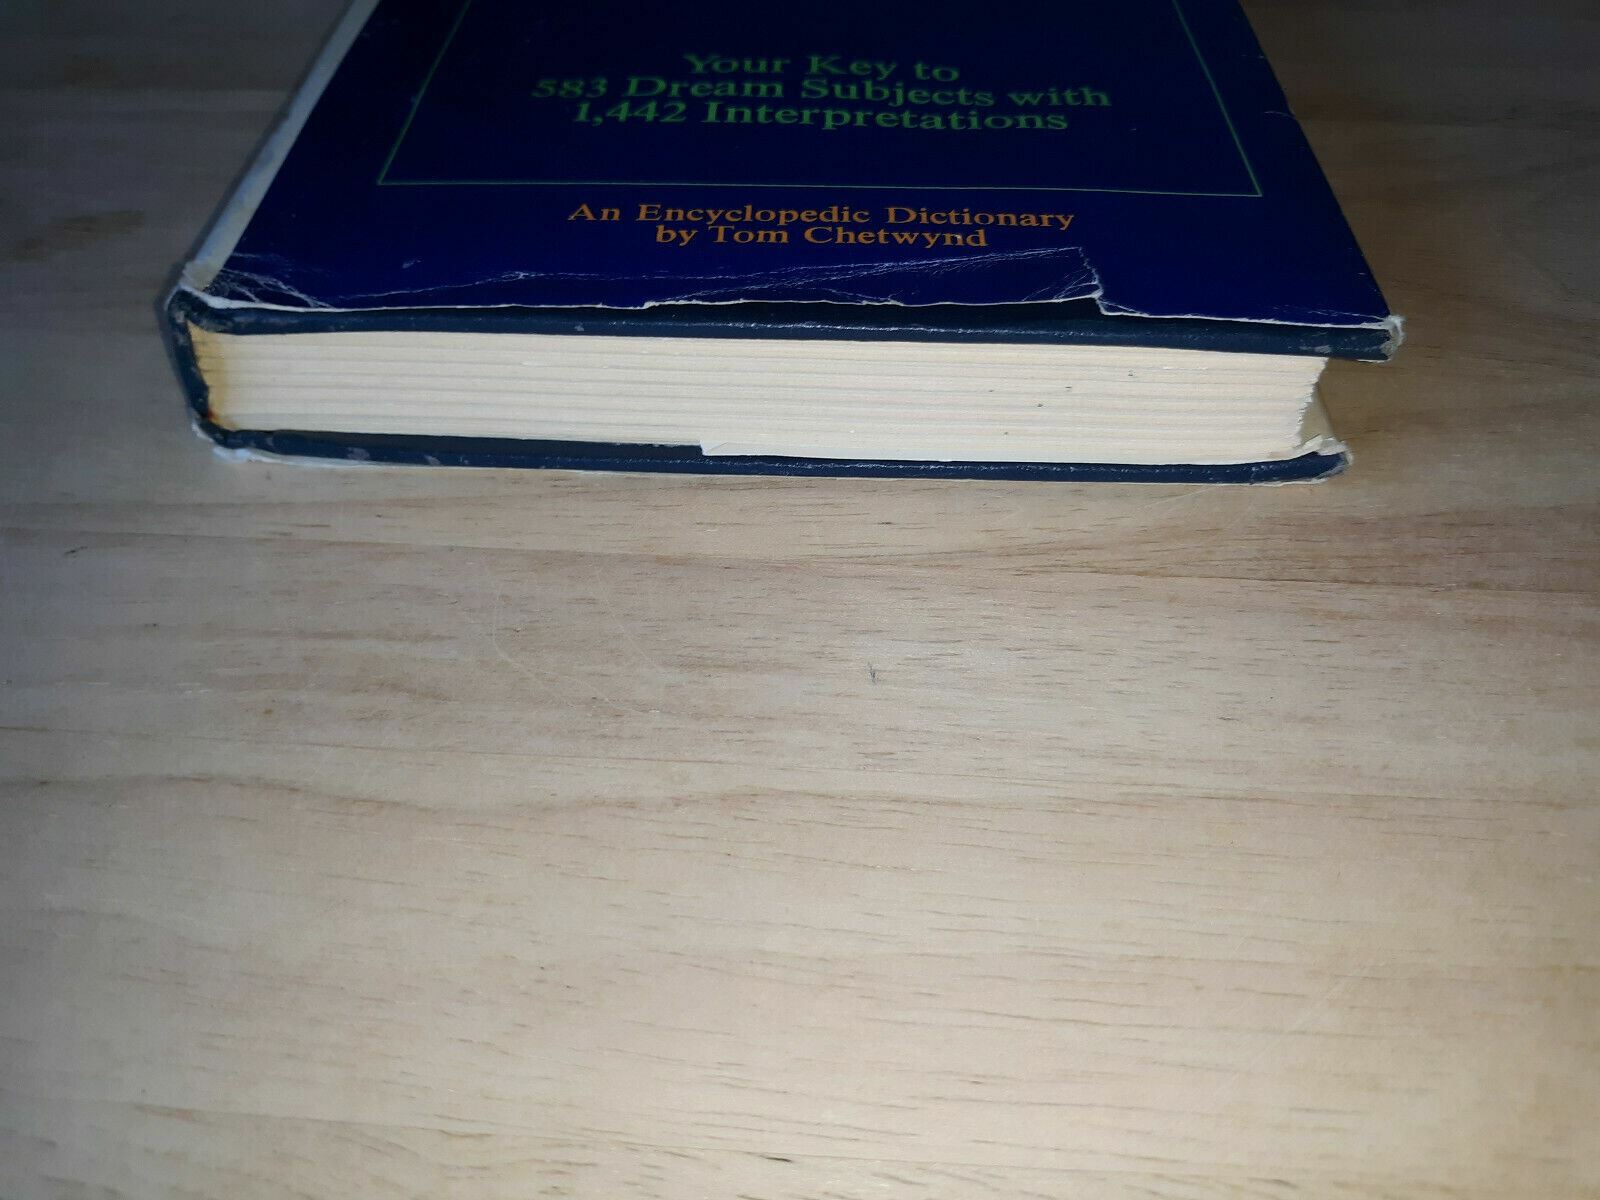 Your Key to
583 Dream Subjects with
1,442 Interpretations
An Encyclopedic Dictionary
by Tom Chetwynd